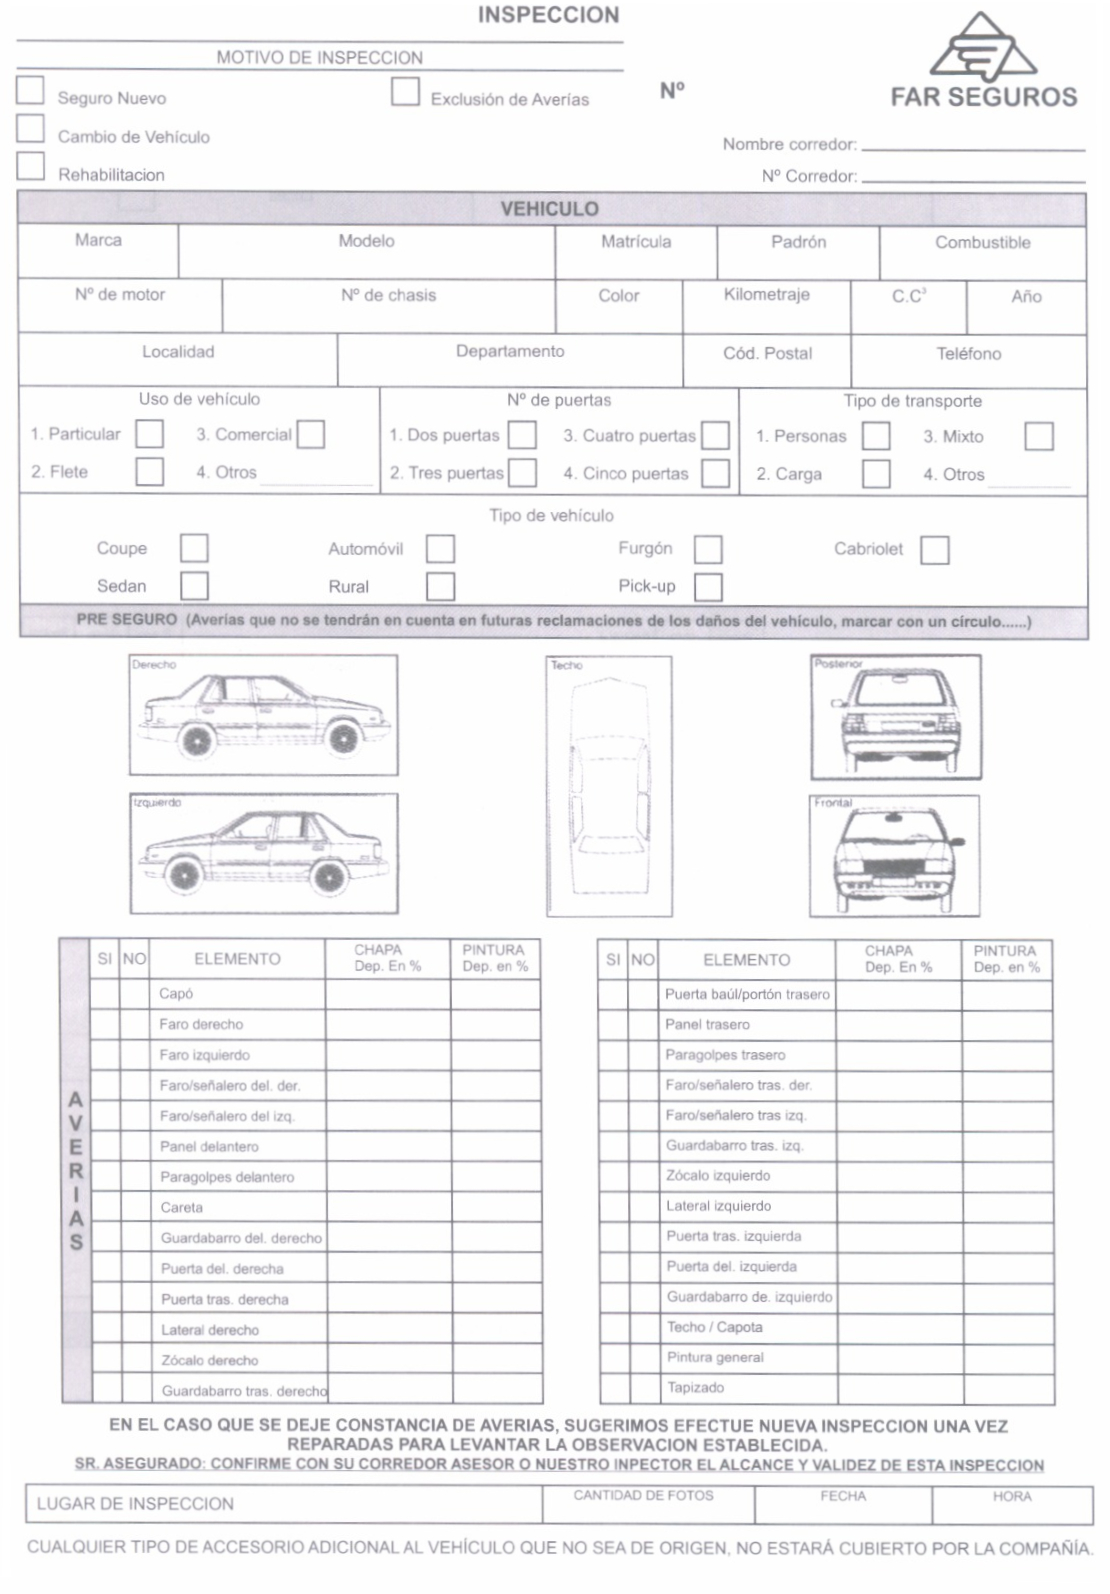 INSPECCION
MOTIVO DE INSPECCION
Seguro Nuevo
Exclusión de Averías
Nº
FAR SEGUROS
Cambio de Vehículo
Nombre corredor:
Rehabilitacion
Nº Corredor:
VEHICULO
Marca Modelo Matrícula Padrón Combustible
Nº de motor Nº de chasis Color Kilometraje C.C³ Año
Localidad Departamento Cód. Postal Teléfono
Uso de vehículo Nº de puertas Tipo de transporte
1. Particular 3. Comercial 1. Dos puertas 3. Cuatro puertas 1. Personas 3. Mixto
2. Flete 4. Otros 2. Tres puertas 4. Cinco puertas 2. Carga 4. Otros
Tipo de vehículo
Coupe Automóvil Furgón Cabriolet
Sedan Rural Pick-up
PRE SEGURO (Averías que no se tendrán en cuenta en futuras reclamaciones de los daños del vehículo, marcar con un círculo......)
Derecho Techo Posterior
Izquierdo Frontal
AVERIAS
SI NO ELEMENTO CHAPA Dep. En % PINTURA Dep. en %
Capó
Faro derecho
Faro izquierdo
Faro/señalero del. der.
Faro/señalero del izq.
Panel delantero
Paragolpes delantero
Careta
Guardabarro del. derecho
Puerta del. derecha
Puerta tras. derecha
Lateral derecho
Zócalo derecho
Guardabarro tras. derecho
SI NO ELEMENTO CHAPA Dep. En % PINTURA Dep. en %
Puerta baúl/portón trasero
Panel trasero
Paragolpes trasero
Faro/señalero tras. der.
Faro/señalero tras izq.
Guardabarro tras. izq.
Zócalo izquierdo
Lateral izquierdo
Puerta tras. izquierda
Puerta del. izquierda
Guardabarro de. izquierdo
Techo / Capota
Pintura general
Tapizado
EN EL CASO QUE SE DEJE CONSTANCIA DE AVERIAS, SUGERIMOS EFECTUE NUEVA INSPECCION UNA VEZ
REPARADAS PARA LEVANTAR LA OBSERVACION ESTABLECIDA.
SR. ASEGURADO: CONFIRME CON SU CORREDOR ASESOR O NUESTRO INPECTOR EL ALCANCE Y VALIDEZ DE ESTA INSPECCION
LUGAR DE INSPECCION CANTIDAD DE FOTOS FECHA HORA
CUALQUIER TIPO DE ACCESORIO ADICIONAL AL VEHÍCULO QUE NO SEA DE ORIGEN, NO ESTARÁ CUBIERTO POR LA COMPAÑÍA.